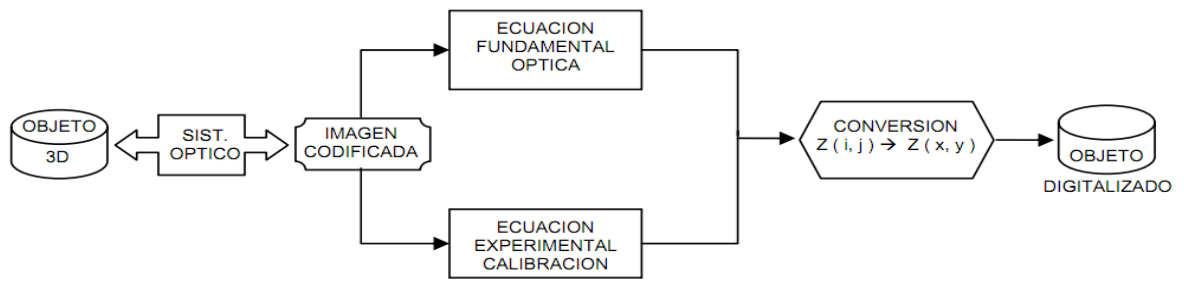 OBJETO
3D
SIST.
OPTICO
IMAGEN
CODIFICADA
ECUACION
FUNDAMENTAL
OPTICA
ECUACION
EXPERIMENTAL
CALIBRACION
CONVERSION
Z ( i, j ) → Z ( x, y )
OBJETO
DIGITALIZADO